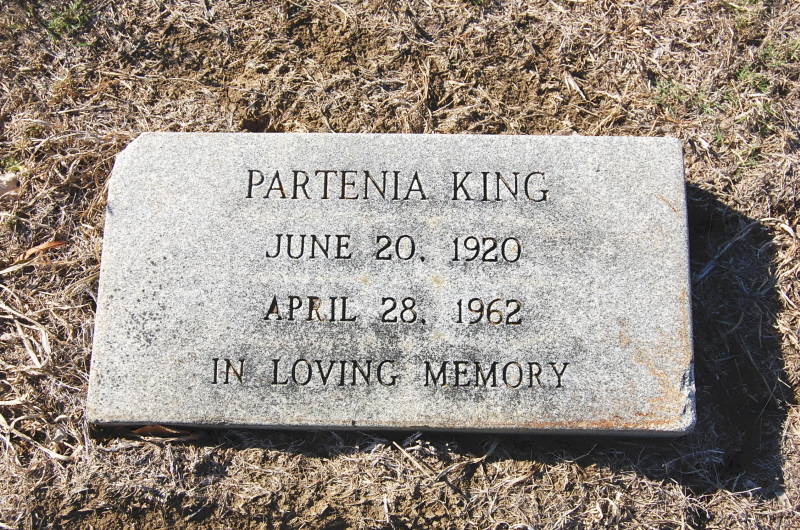 PARTENIA KING
JUNE 20, 1920
APRIL 28, 1962
IN LOVING MEMORY